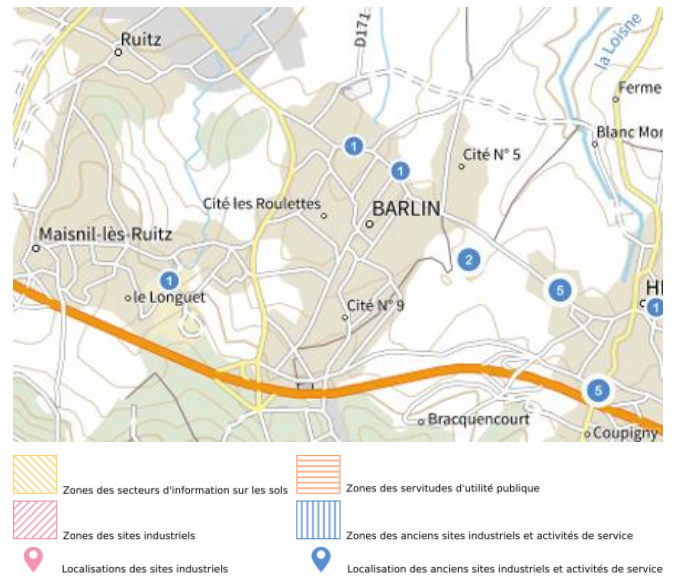 Ruitz
D171
la Loisne
Ferme
Blanc Mor
1
Cité N° 5
1
Cité les Roulettes
BARLIN
Maisnil-lès-Ruitz
2
1
le Longuet
5
HE
Cité N° 9
1
5
Bracquencourt
Coupigny
Zones des secteurs d'information sur les sols
Zones des servitudes d'utilité publique
Zones des sites industriels
Zones des anciens sites industriels et activités de service
Localisations des sites industriels
Localisation des anciens sites industriels et activités de service